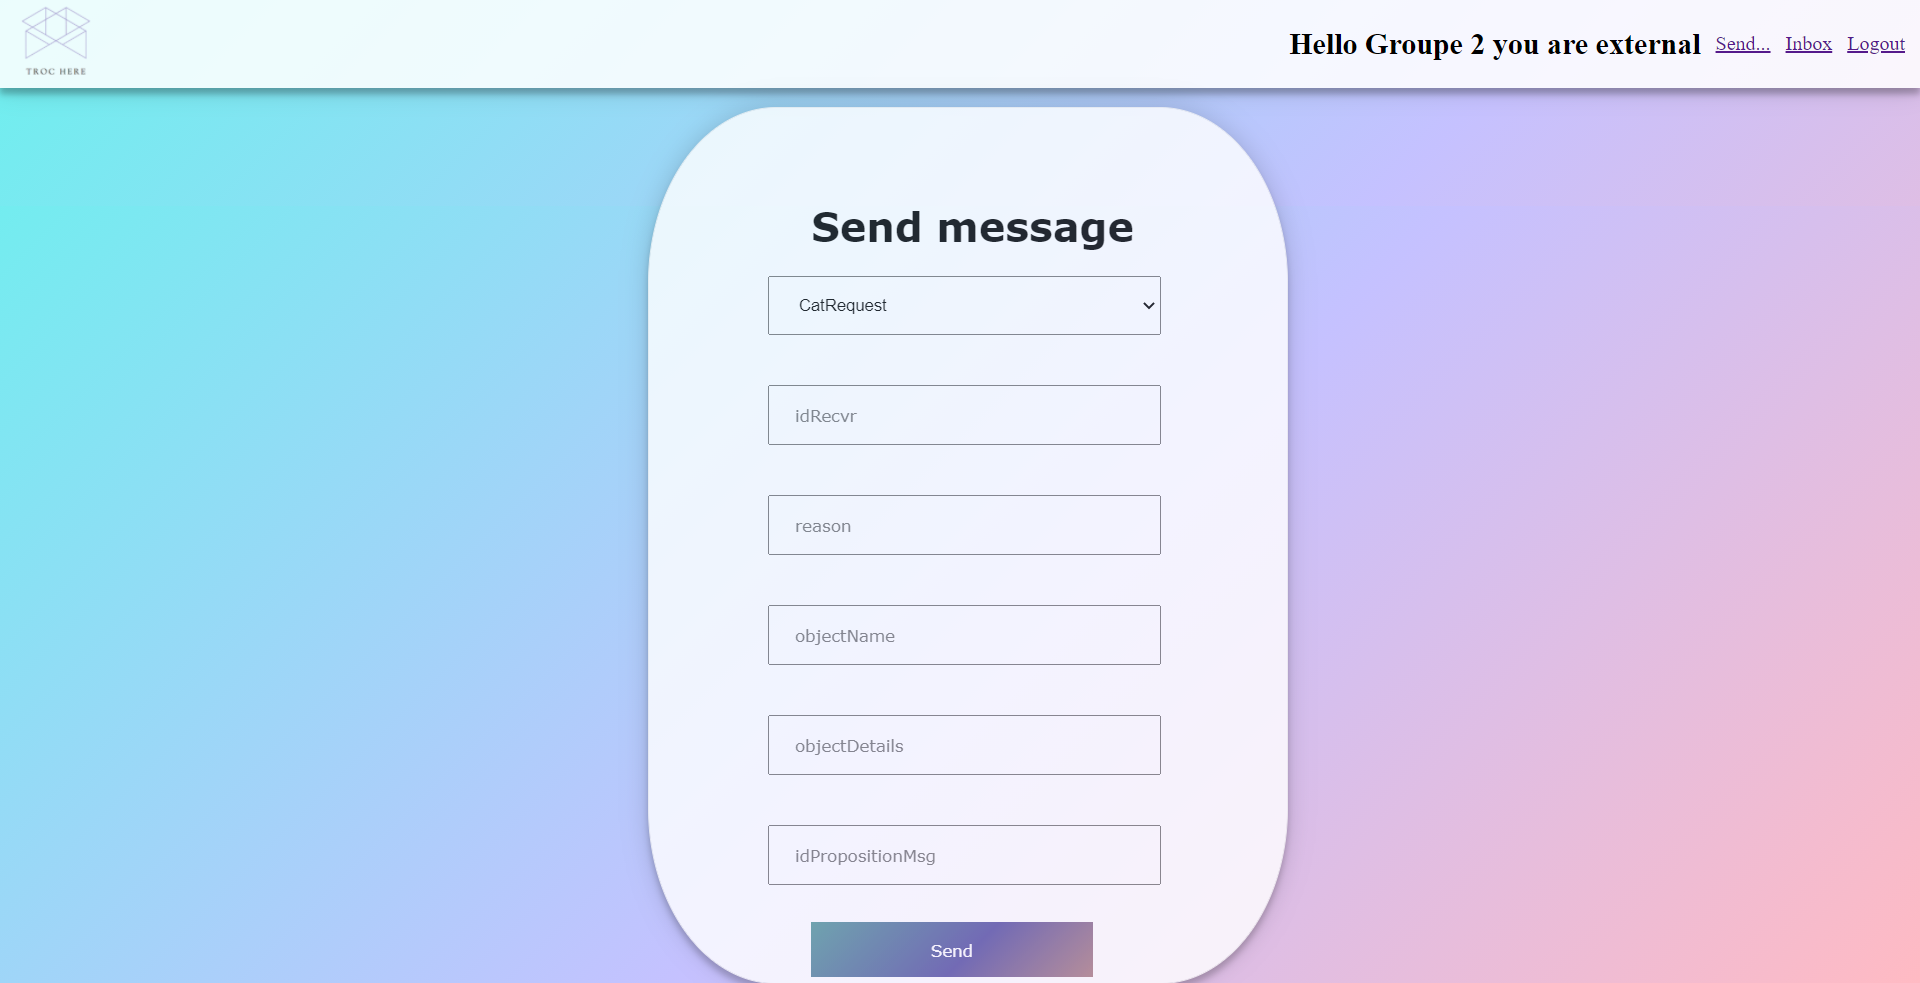 TROC HERE
Hello Groupe 2 you are external Send... Inbox Logout
Send message
CatRequest
idRecvr
reason
objectName
objectDetails
idPropositionMsg
Send